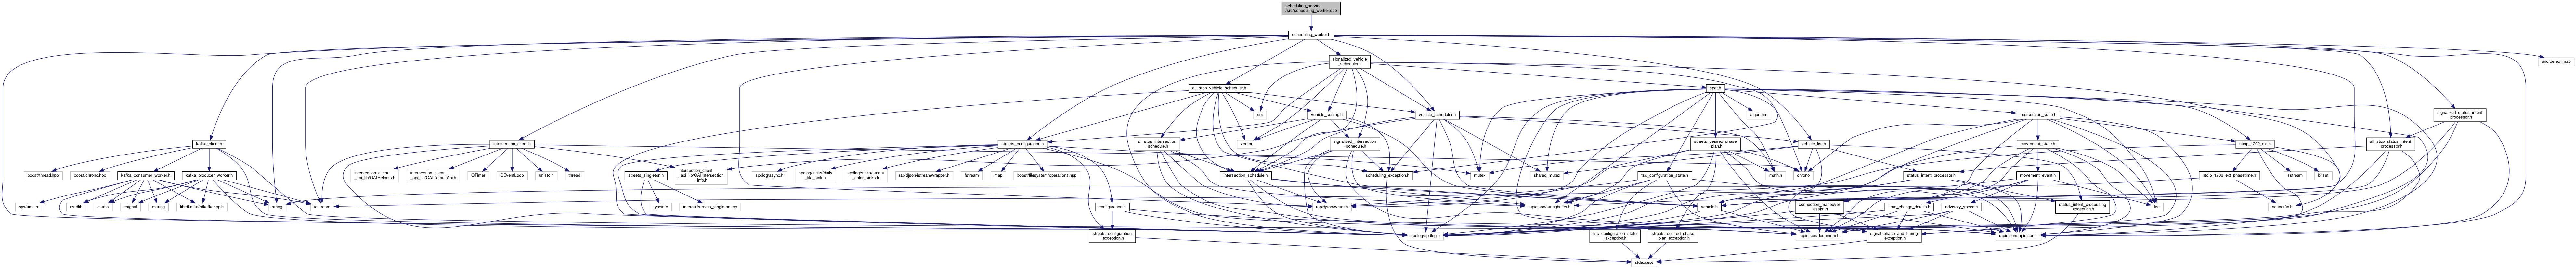 scheduling_service
/src/scheduling_worker.cpp
scheduling_worker.h
unordered_map
signalized_vehicle
_scheduler.h
all_stop_vehicle_scheduler.h
spat.h
set
vehicle_sorting.h
vehicle_scheduler.h
algorithm
intersection_state.h
signalized_status_intent
_processor.h
kafka_client.h
intersection_client.h
streets_configuration.h
all_stop_intersection
_schedule.h
vector
signalized_intersection
_schedule.h
streets_desired_phase
_plan.h
vehicle_list.h
movement_state.h
ntcip_1202_ext.h
all_stop_status_intent
_processor.h
boost/thread.hpp
boost/chrono.hpp
kafka_consumer_worker.h
kafka_producer_worker.h
intersection_client
_api_lib/OAIHelpers.h
intersection_client
_api_lib/OAIDefaultApi.h
QTimer
QEventLoop
unistd.h
thread
streets_singleton.h
intersection_client
_api_lib/OAIIntersection
_info.h
spdlog/async.h
spdlog/sinks/daily
_file_sink.h
spdlog/sinks/stdout
_color_sinks.h
rapidjson/istreamwrapper.h
fstream
map
boost/filesystem/operations.hpp
intersection_schedule.h
scheduling_exception.h
mutex
shared_mutex
tsc_configuration_state.h
math.h
chrono
status_intent_processor.h
movement_event.h
ntcip_1202_ext_phasetime.h
sstream
bitset
sys/time.h
cstdlib
cstdio
csignal
cstring
librdkafka/rdkafkacpp.h
string
iostream
typeinfo
internal/streets_singleton.cpp
rapidjson/writer.h
configuration.h
rapidjson/stringbuffer.h
vehicle.h
connection_maneuver
_assist.h
time_change_details.h
advisory_speed.h
status_intent_processing
_exception.h
list
netinet/in.h
streets_configuration
_exception.h
spdlog/spdlog.h
tsc_configuration_state
_exception.h
streets_desired_phase
_plan_exception.h
rapidjson/document.h
signal_phase_and_timing
_exception.h
rapidjson/rapidjson.h
stdexcept